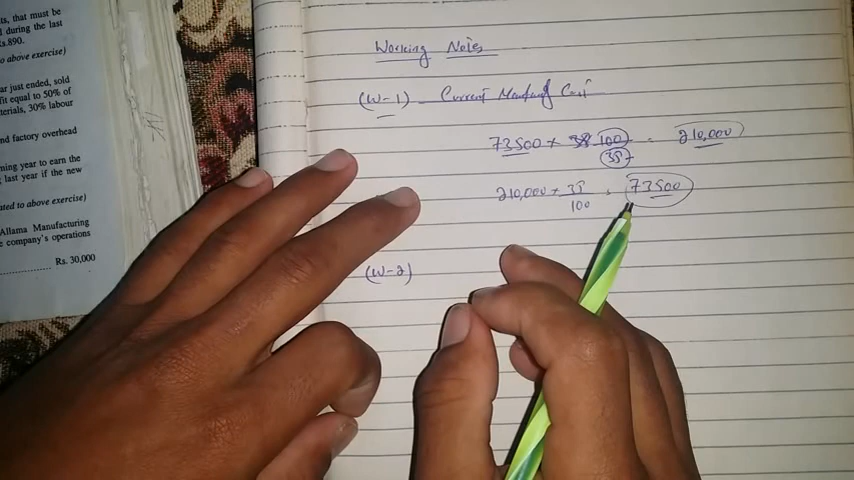 ts, that must be
d during the last
Rs.890.
to above exercise)
ar just ended, sold
fit equal to 50% of
terials, 30% labour
nd factory overhead
ming year to earn the
last year if the new
ated to above exercise)
Allama Manufacturing
e company's operations
Rs. 30,000
Working Notes
(W-1) Current
73500 × 100/35 = 210,000
210,000 × 35/100 = 73500
(W-2)